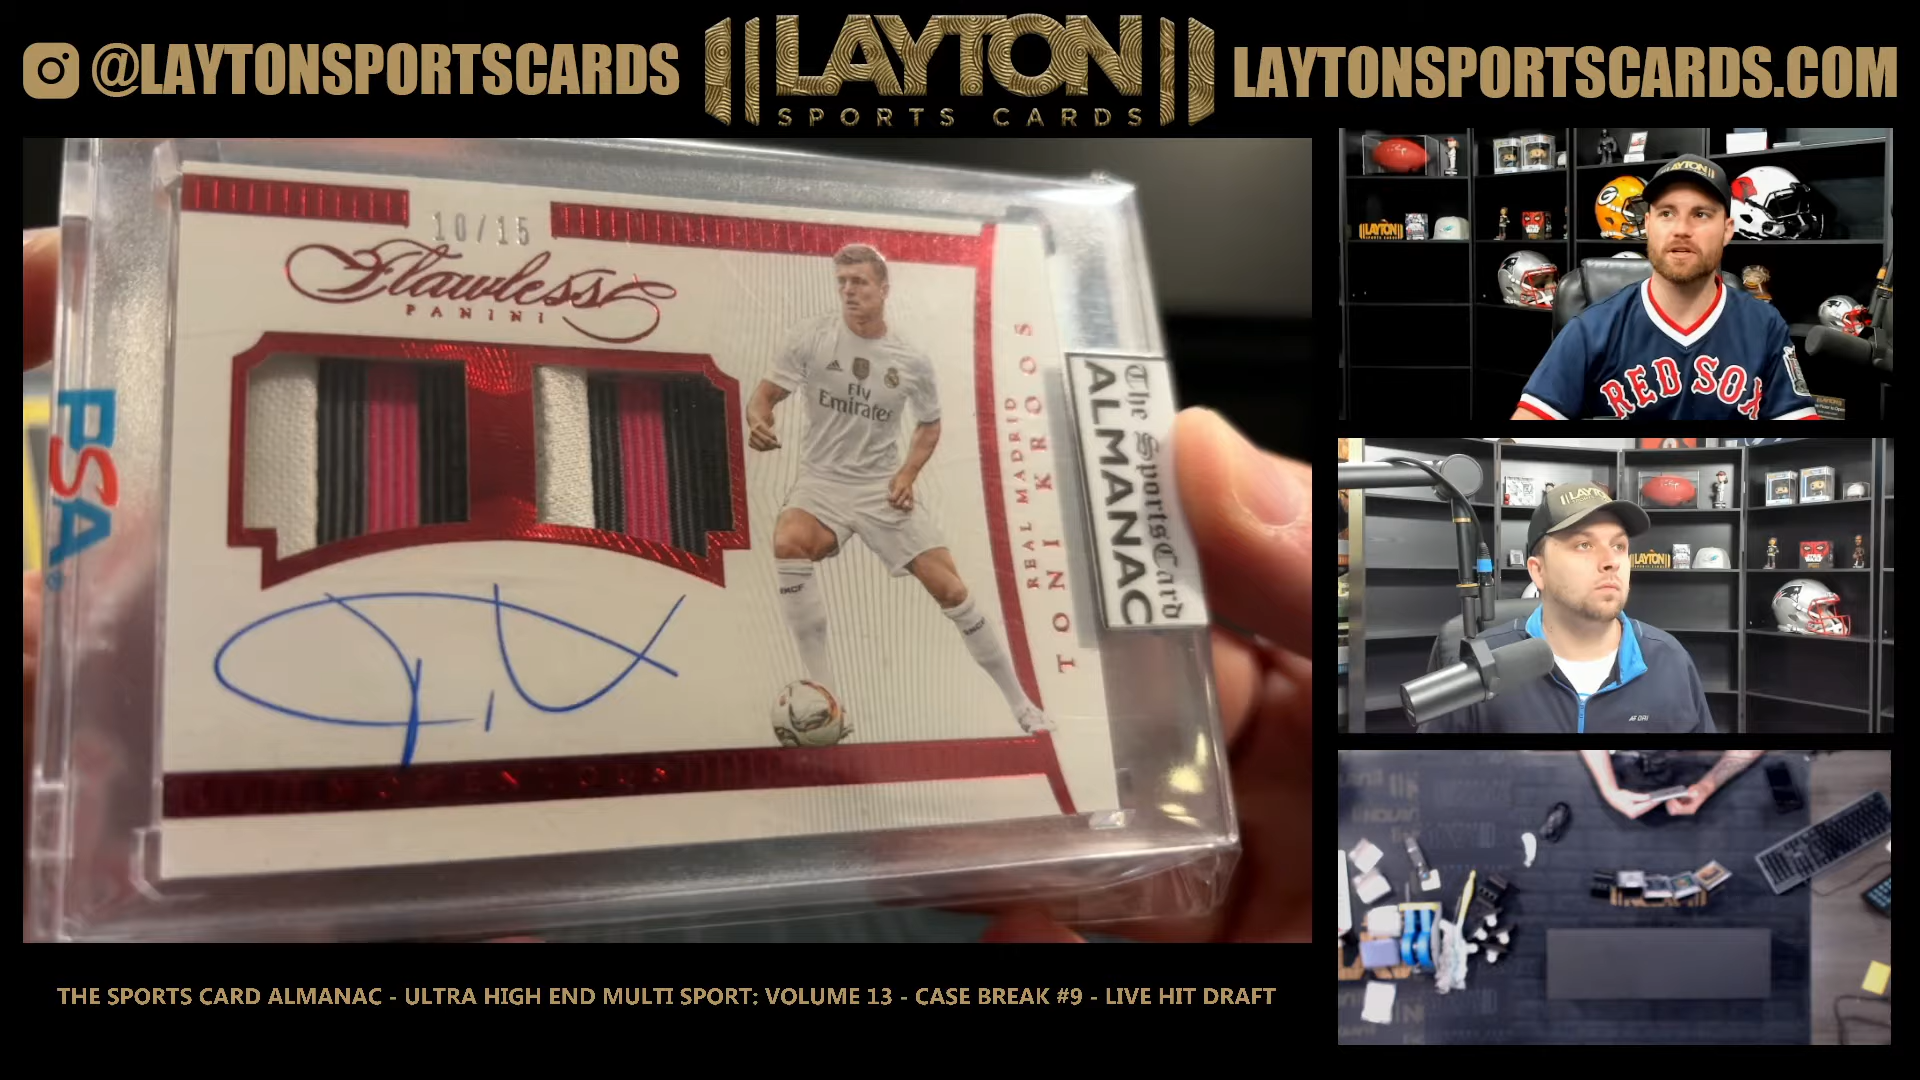 @LAYTONSPORTSCARDS
LAYTON
SPORTS CARDS
LAYTONSPORTSCARDS.COM
10/15
Flawless
PANINI
Fly
Emirates
REAL MADRID
TONI KROOS
PSA
The SportsCard
ALMANAC
RED SOX
THE SPORTS CARD ALMANAC - ULTRA HIGH END MULTI SPORT: VOLUME 13 - CASE BREAK #9 - LIVE HIT DRAFT